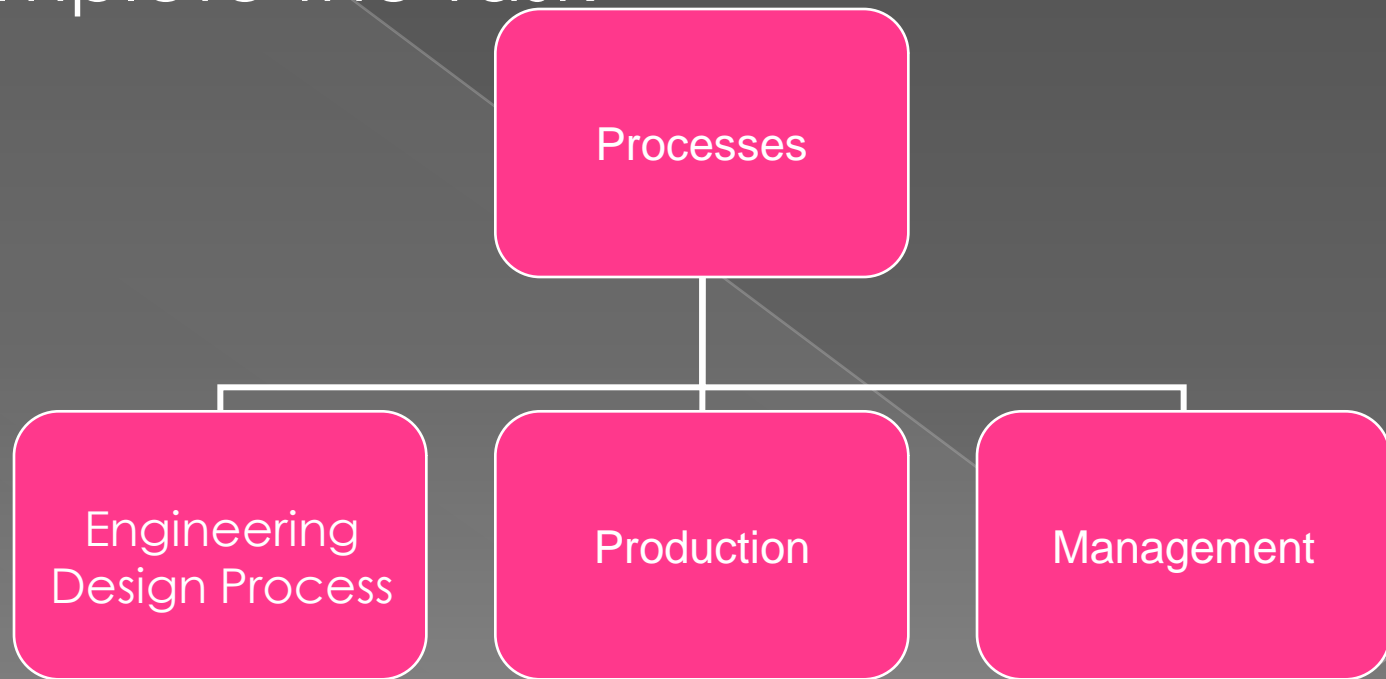 Processes
Engineering
Design Process
Production
Management